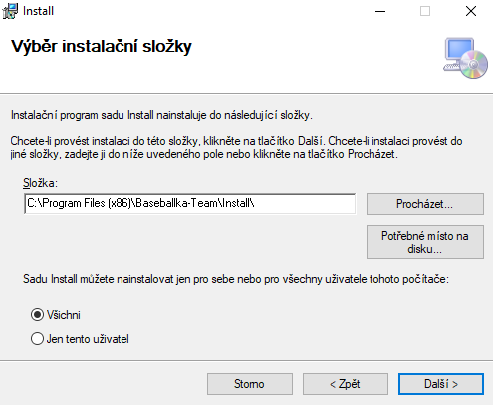 Install
Výběr instalační složky
Instalační program sadu Install nainstaluje do následující složky.
Chcete-li provést instalaci do této složky, klikněte na tlačítko Další. Chcete-li instalaci provést do
jiné složky, zadejte ji do níže uvedeného pole nebo klikněte na tlačítko Procházet.
Složka:
C:\Program Files (x86)\Baseballka-Team\Install\
Procházet...
Potřebné místo na
disku...
Sadu Install můžete nainstalovat jen pro sebe nebo pro všechny uživatele tohoto počítače:
Všichni
Jen tento uživatel
Storno
< Zpět
Další >